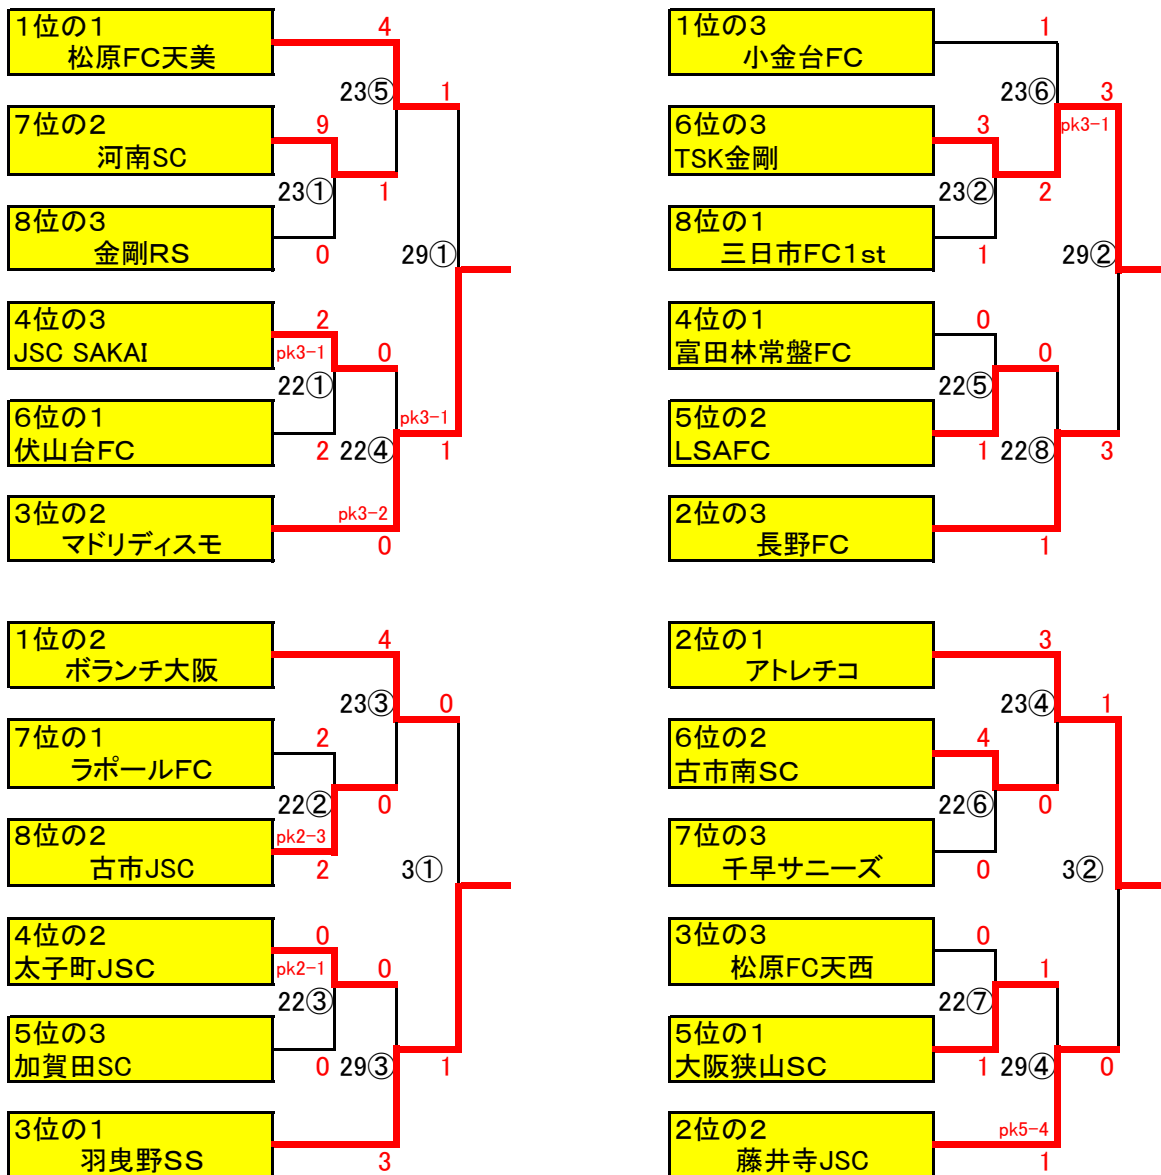 1位の1
松原FC天美
4
23⑤
1
7位の2
河南SC
9
23①
1
8位の3
金剛RS
0
29①
4位の3
JSC SAKAI
2
pk3-1
0
22①
6位の1
伏山台FC
2
22④
pk3-1
1
3位の2
マドリディスモ
pk3-2
0
1位の3
小金台FC
1
23⑥
3
pk3-1
6位の3
TSK金剛
3
23②
2
8位の1
三日市FC1st
1
29②
4位の1
富田林常盤FC
0
0
22⑤
5位の2
LSAFC
1
22⑧
3
2位の3
長野FC
1
1位の2
ボランチ大阪
4
23③
0
7位の1
ラポールFC
2
22②
0
8位の2
古市JSC
pk2-3
2
3①
4位の2
太子町JSC
0
pk2-1
0
22③
5位の3
加賀田SC
0
29③
1
3位の1
羽曳野SS
3
2位の1
アトレチコ
3
23④
1
6位の2
古市南SC
4
22⑥
0
7位の3
千早サニーズ
0
3②
3位の3
松原FC天西
0
1
22⑦
5位の1
大阪狭山SC
1
29④
0
2位の2
藤井寺JSC
pk5-4
1